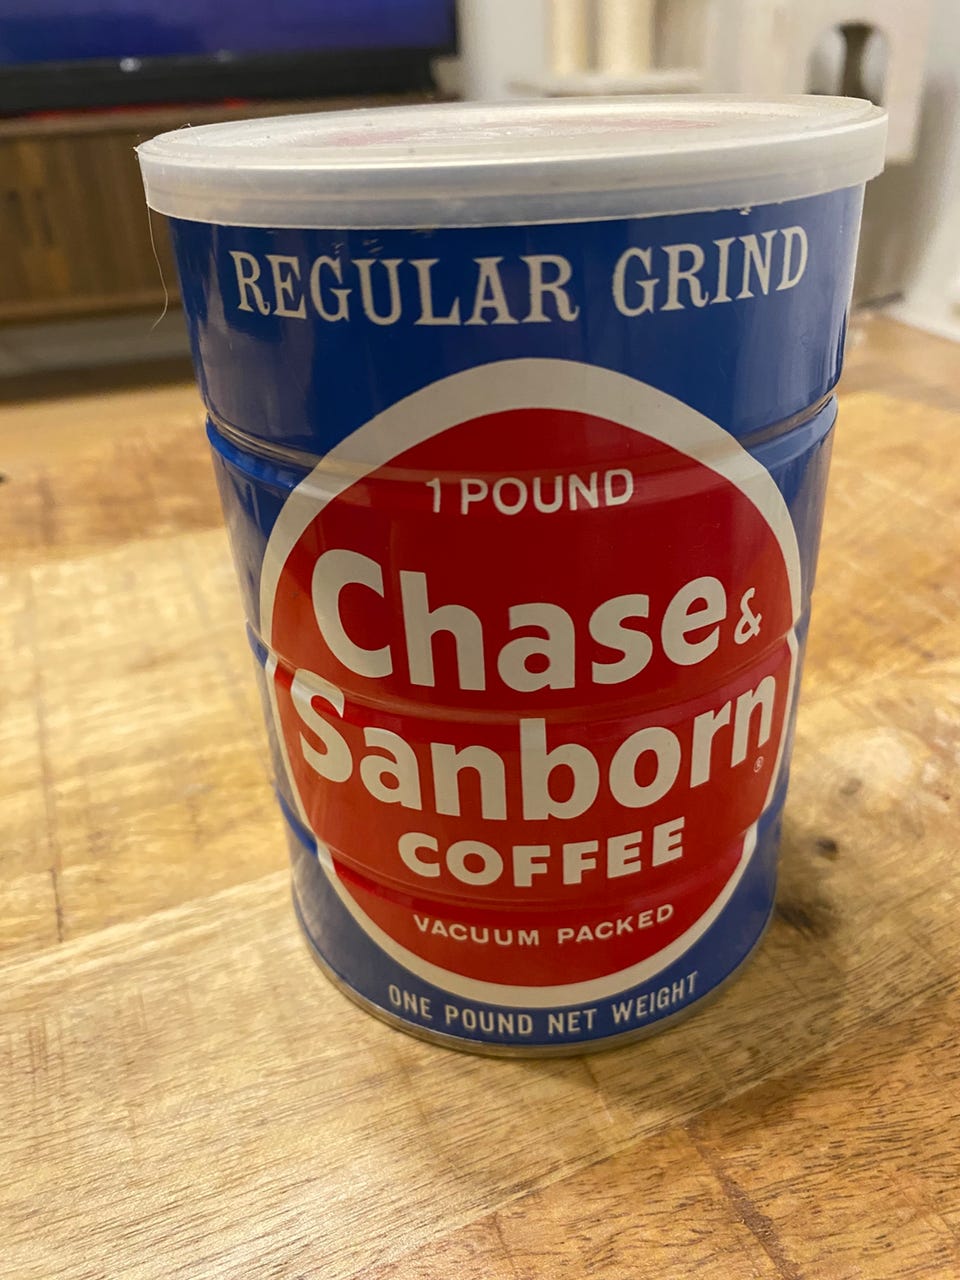 REGULAR GRIND
1 POUND
Chase &
Sanborn®
COFFEE
VACUUM PACKED
ONE POUND NET WEIGHT